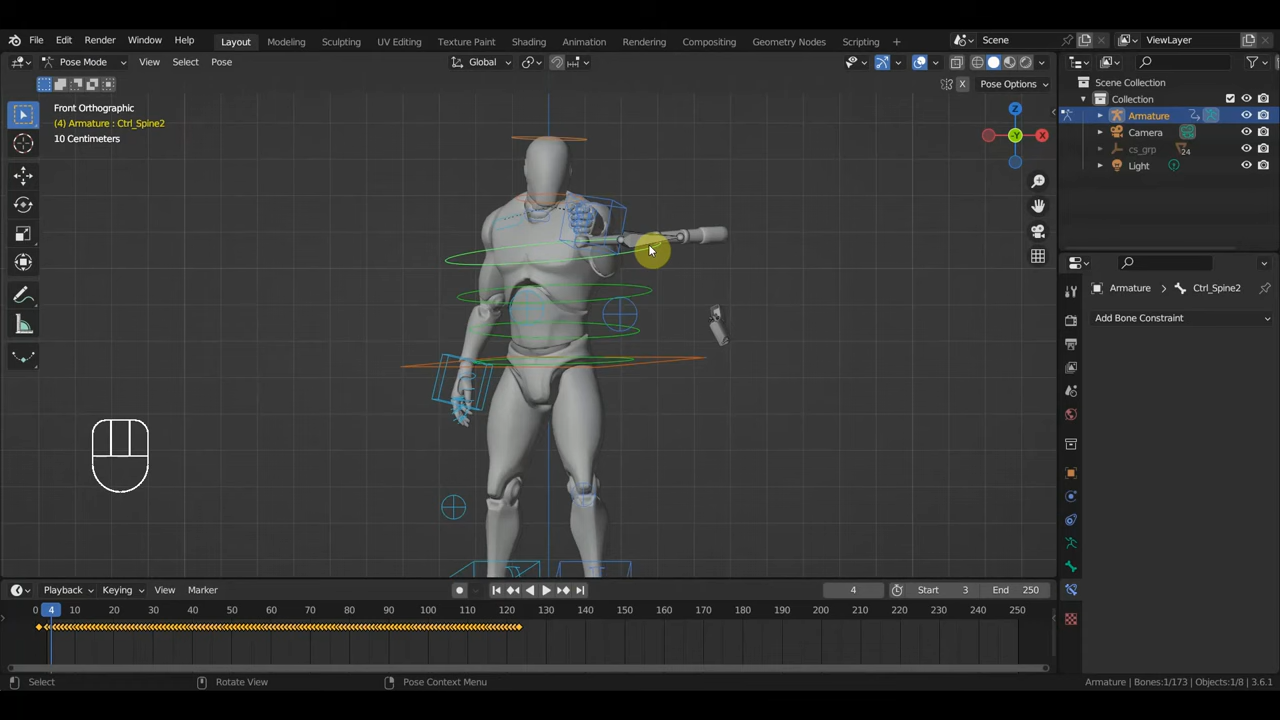 File Edit Render Window Help Layout Modeling Sculpting UV Editing Texture Paint Shading Animation Rendering Compositing Geometry Nodes Scripting Scene ViewLayer
Pose Mode View Select Pose Global
X Pose Options
Scene Collection
Front Orthographic
(4) Armature : Ctrl_Spine2
10 Centimeters
Collection
Armature
Camera
cs_grp 24
Light
Z
-Y X
Armature Ctrl_Spine2
Add Bone Constraint
Playback Keying View Marker 4 Start 3 End 250
0 4 10 20 30 40 50 60 70 80 90 100 110 120 130 140 150 160 170 180 190 200 210 220 230 240 250
Select Rotate View Pose Context Menu Armature | Bones:1/173 | Objects:1/8 | 3.6.1